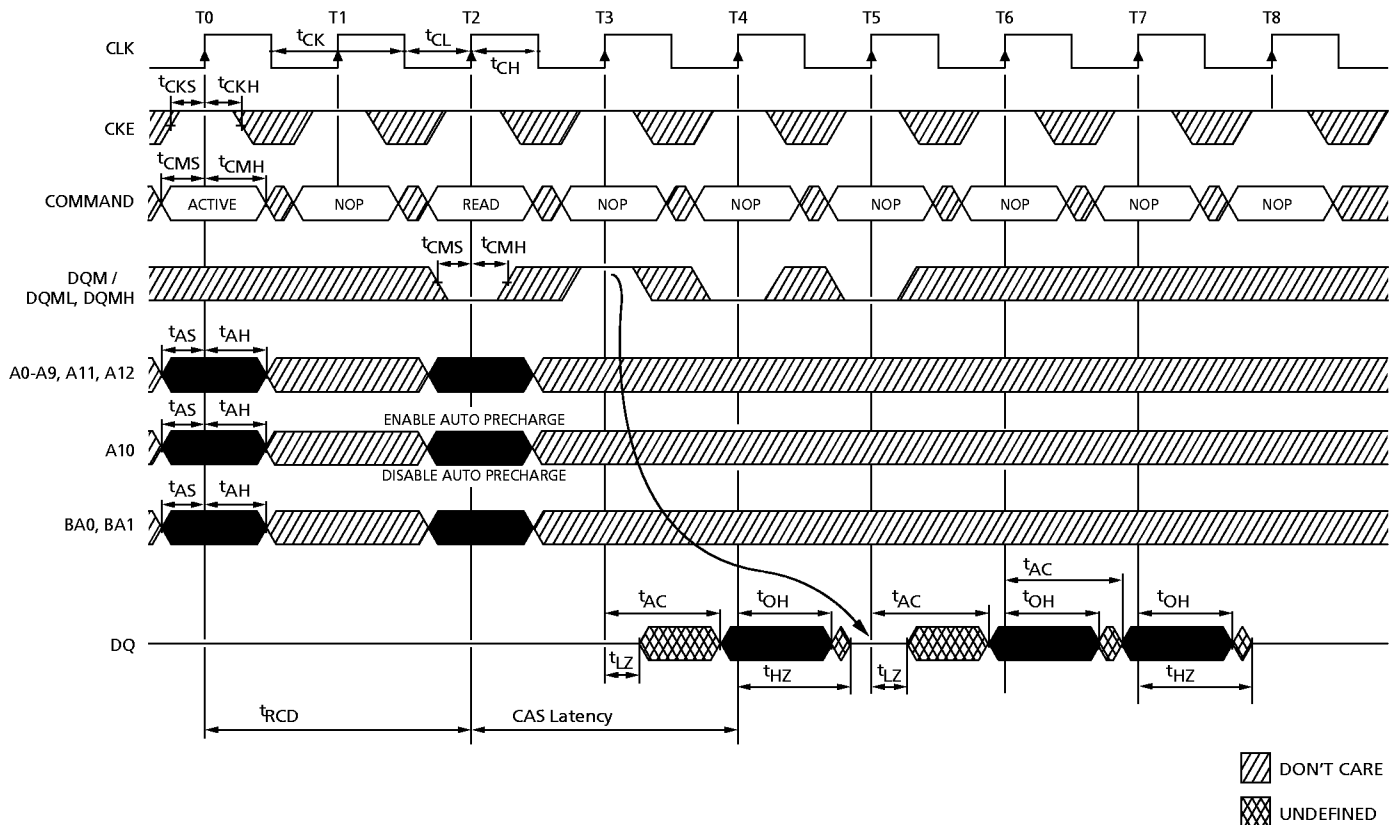 T0 T1 T2 T3 T4 T5 T6 T7 T8
CLK
tCK tCL
tCH
tCKS tCKH
CKE
tCMS tCMH
COMMAND ACTIVE NOP READ NOP NOP NOP NOP NOP NOP
tCMS tCMH
DQM /
DQML, DQMH
tAS tAH
A0-A9, A11, A12
tAS tAH
ENABLE AUTO PRECHARGE
A10
DISABLE AUTO PRECHARGE
tAS tAH
BA0, BA1
tAC
tAC tOH tAC tOH tOH
DQ
tLZ tHZ tLZ tHZ
tRCD CAS Latency
DON'T CARE
UNDEFINED